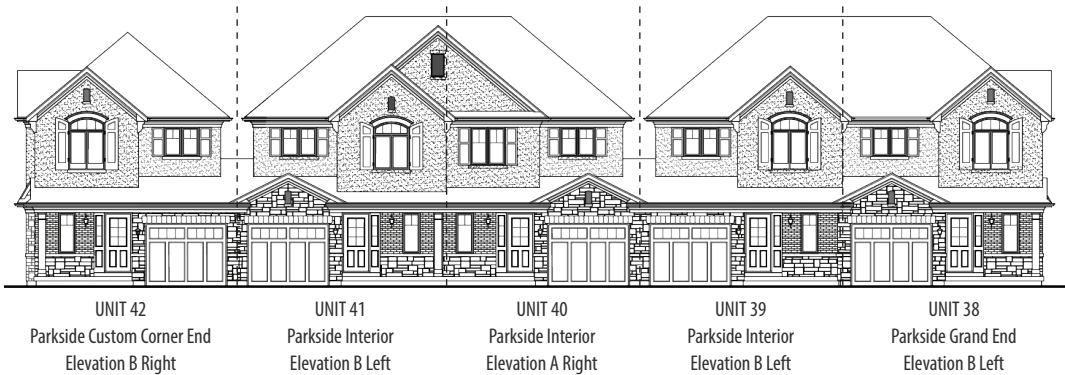 UNIT 42
Parkside Custom Corner End
Elevation B Right
UNIT 41
Parkside Interior
Elevation B Left
UNIT 40
Parkside Interior
Elevation A Right
UNIT 39
Parkside Interior
Elevation B Left
UNIT 38
Parkside Grand End
Elevation B Left